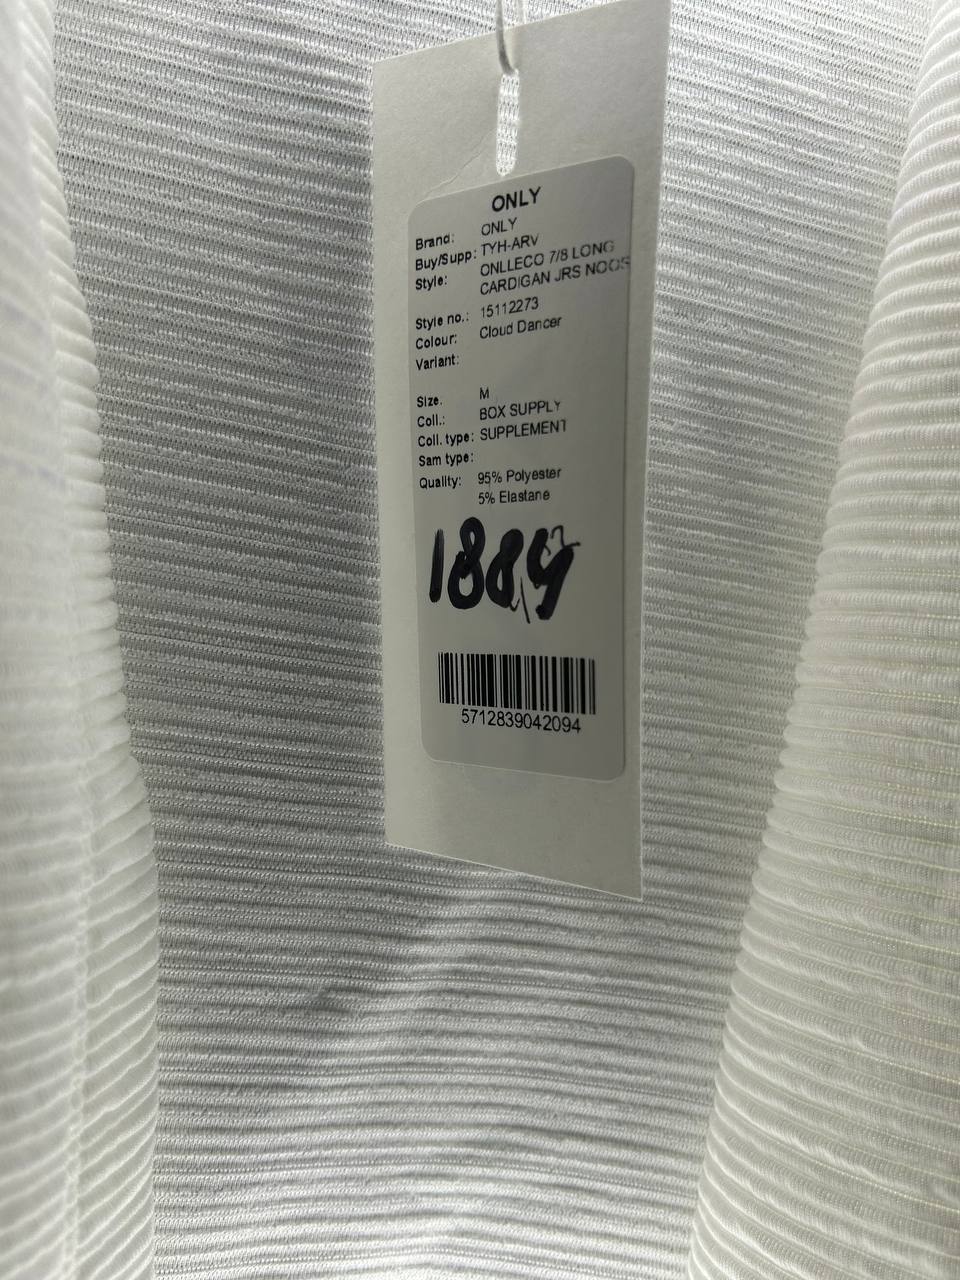 ONLY
Brand: ONLY
Buy/Supp: TYH-ARV
Style: ONLLECO 7/8 LONG
CARDIGAN JRS NOOS
Style no.: 15112273
Colour: Cloud Dancer
Variant:
Size. M
Coll.: BOX SUPPLY
Coll. type: SUPPLEMENT
Sam type:
Quality: 95% Polyester
5% Elastane
5712839042094